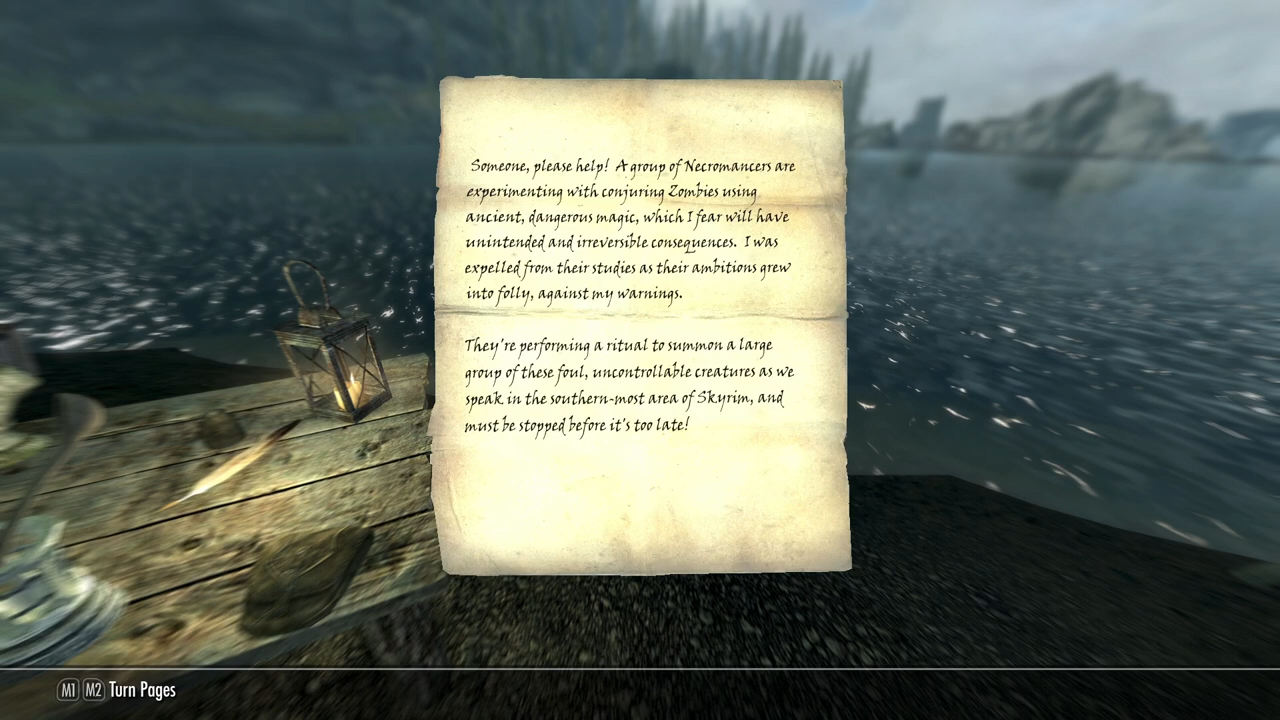 Someone, please help! A group of Necromancers are
experimenting with conjuring Zombies using
ancient, dangerous magic, which I fear will have
unintended and irreversible consequences. I was
expelled from their studies as their ambitions grew
into folly, against my warnings.
They're performing a ritual to summon a large
group of these foul, uncontrollable creatures as we
speak in the southern-most area of Skyrim, and
must be stopped before it's too late!
M1 M2 Turn Pages